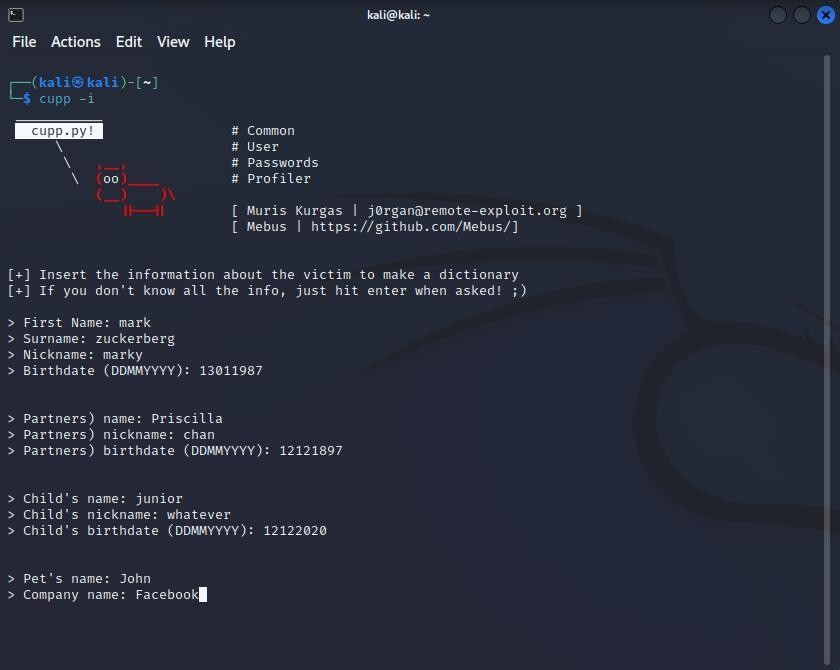 kali@kali: ~
File Actions Edit View Help
┌──(kali㉿kali)-[~]
└─$ cupp -i
cupp.py! # Common
# User
# Passwords
(oo)____ # Profiler
[ Muris Kurgas | j0rgan@remote-exploit.org ]
[ Mebus | https://github.com/Mebus/]
[+] Insert the information about the victim to make a dictionary
[+] If you don't know all the info, just hit enter when asked! ;)
> First Name: mark
> Surname: zuckerberg
> Nickname: marky
> Birthdate (DDMMYYYY): 13011987
> Partners) name: Priscilla
> Partners) nickname: chan
> Partners) birthdate (DDMMYYYY): 12121897
> Child's name: junior
> Child's nickname: whatever
> Child's birthdate (DDMMYYYY): 12122020
> Pet's name: John
> Company name: Facebook